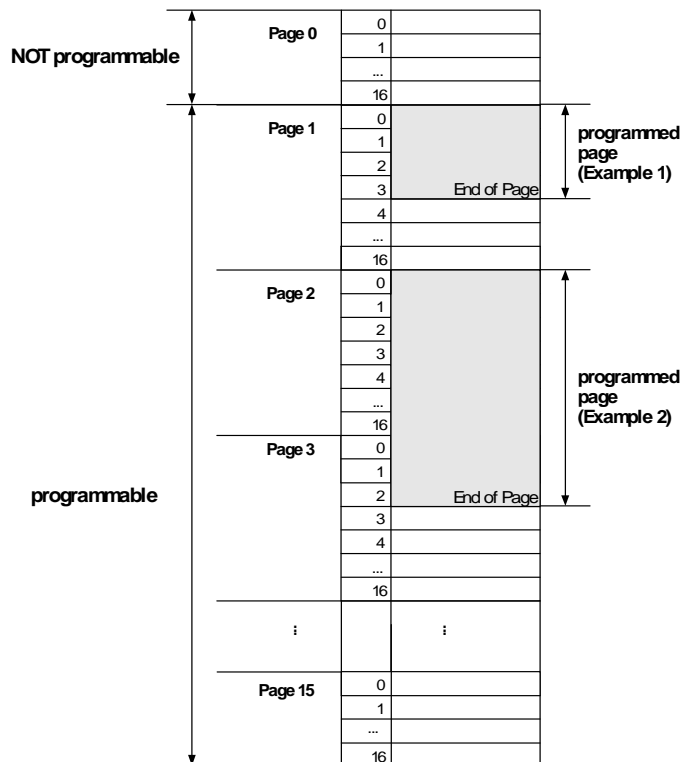 Page 0
0
NOT programmable
1
...
16
Page 1
0
1
2
3 End of Page
4
...
16
programmed
page
(Example 1)
Page 2
0
1
2
3
4
...
16
Page 3
0
1
2 End of Page
3
4
...
16
programmed
page
(Example 2)
programmable
... ...
Page 15
0
1
...
16